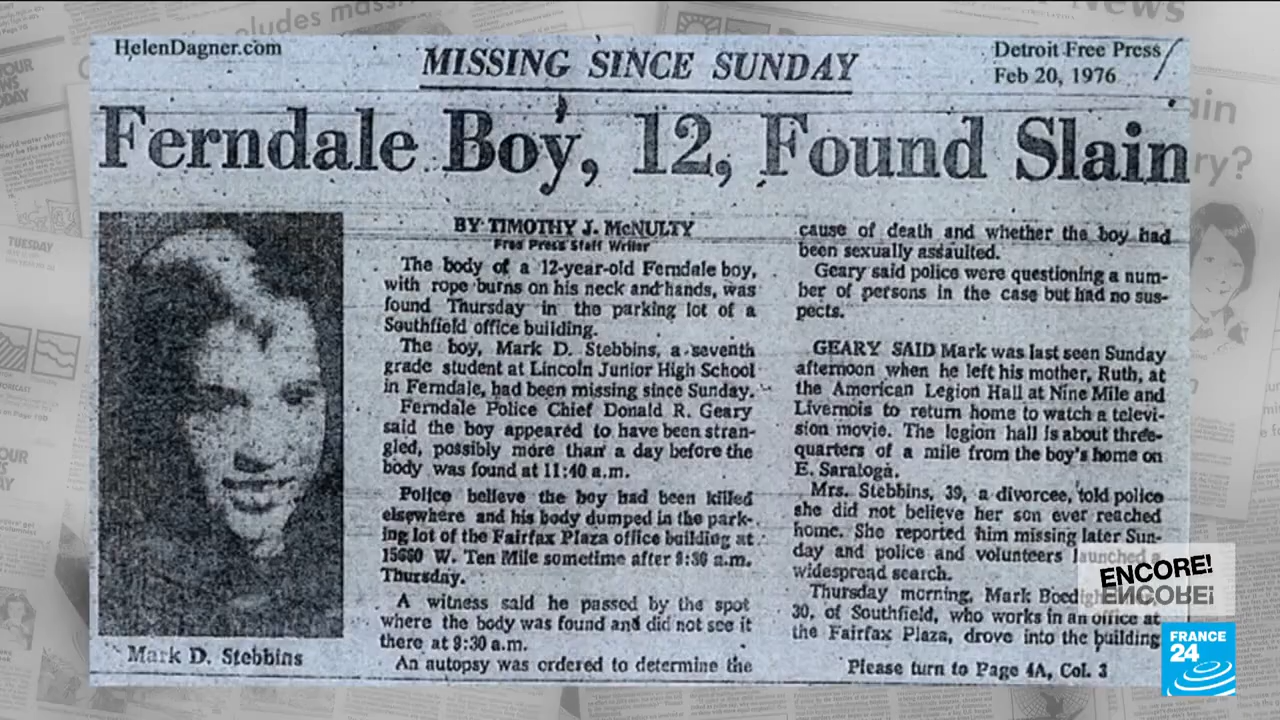 HelenDagner.com
MISSING SINCE SUNDAY
Detroit Free Press
Feb 20, 1976
Ferndale Boy, 12, Found Slain
BY TIMOTHY J. McNULTY
Free Press Staff Writer
The body of a 12-year-old Ferndale boy,
with rope burns on his neck and hands, was
found Thursday in the parking lot of a
Southfield office building.
The boy, Mark D. Stebbins, a seventh
grade student at Lincoln Junior High School
in Ferndale, had been missing since Sunday.
Ferndale Police Chief Donald R. Geary
said the boy appeared to have been stran-
gled, possibly more than a day before the
body was found at 11:40 a.m.
Police believe the boy had been killed
elsewhere and his body dumped in the park-
ing lot of the Fairfax Plaza office building at
W. Ten Mile sometime after 9:30 a.m.
Thursday.
A witness said he passed by the spot
where the body was found and did not see it
there at 9:30 a.m.
An autopsy was ordered to determine the
Mark D. Stebbins
cause of death and whether the boy had
been sexually assaulted.
Geary said police were questioning a num-
ber of persons in the case but had no sus-
pects.
GEARY SAID Mark was last seen Sunday
afternoon when he left his mother, Ruth, at
the American Legion Hall at Nine Mile and
Livernois to return home to watch a televi-
sion movie. The legion hall is about three-
quarters of a mile from the boy's home on
E. Saratoga.
Mrs. Stebbins, 39, a divorcee, told police
she did not believe her son ever reached
home. She reported him missing later Sun-
day and police and volunteers launched a
widespread search.
Thursday morning, Mark
30, of Southfield, who works in an office at
the Fairfax Plaza, drove into the building
Please turn to Page 4A, Col. 3
ENCORE!
ENCORE!
FRANCE
24
TUESDAY